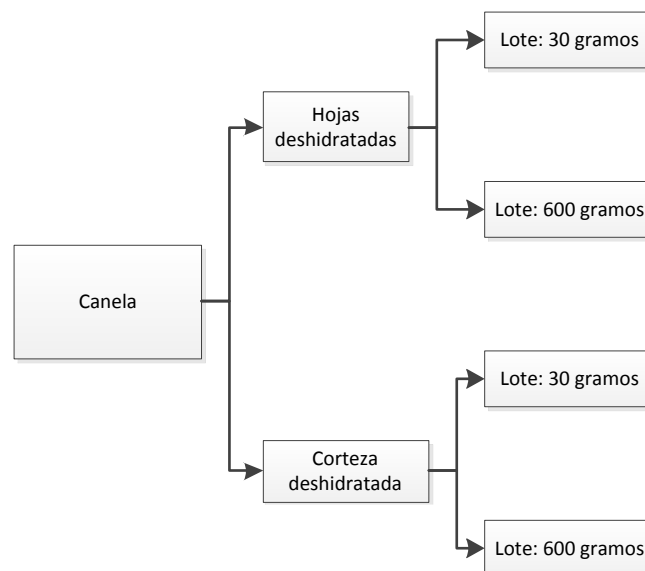 Lote: 30 gramos
Hojas
deshidratadas
Lote: 600 gramos
Canela
Lote: 30 gramos
Corteza
deshidratada
Lote: 600 gramos